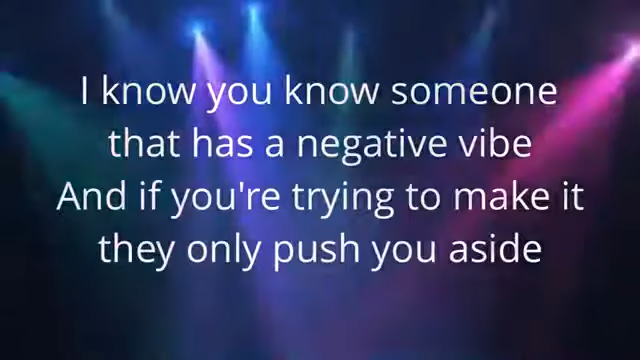 I know you know someone
that has a negative vibe
And if you're trying to make it
they only push you aside